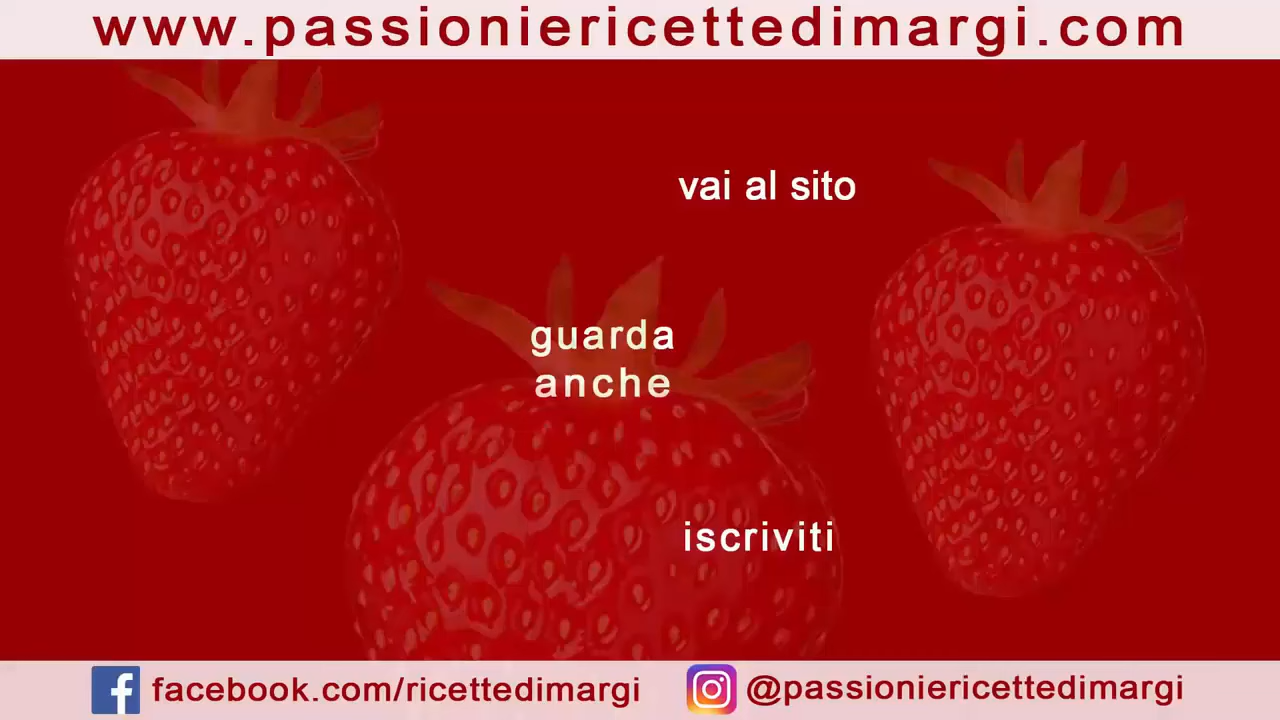 www.passioniericettedimargi.com
vai al sito
guarda
anche
iscriviti
facebook.com/ricettedimargi
@passioniericettedimargi